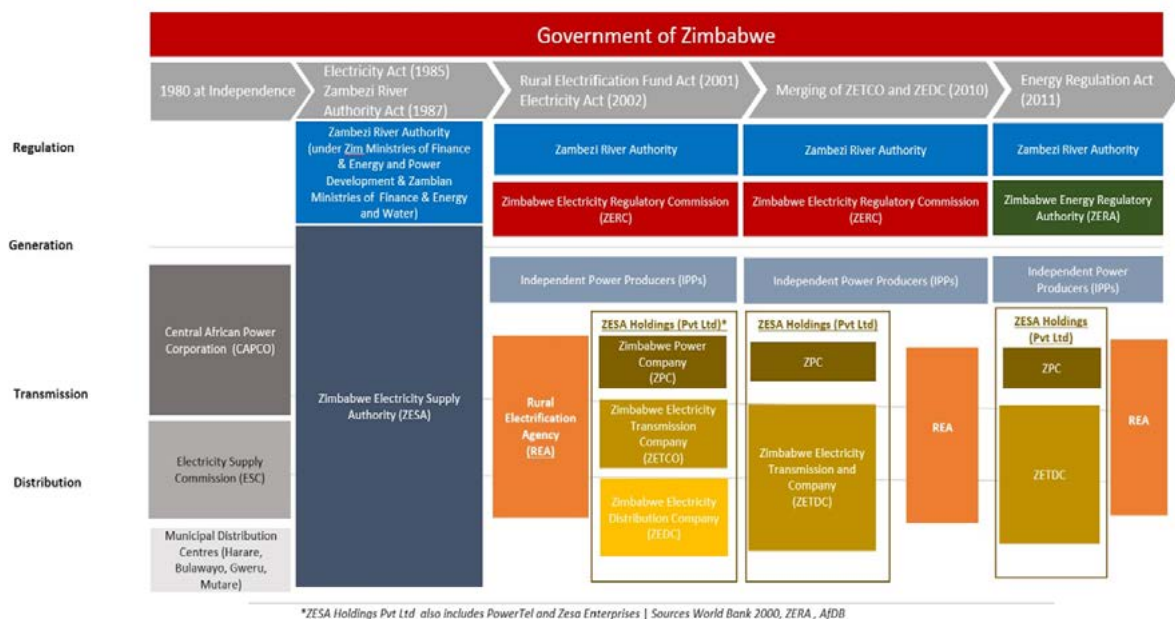 Government of Zimbabwe
1980 at Independence
Electricity Act (1985)
Zambezi River
Authority Act (1987)
Rural Electrification Fund Act (2001)
Electricity Act (2002)
Merging of ZETCO and ZEDC (2010)
Energy Regulation Act
(2011)
Regulation
Zambezi River Authority
(under Zim Ministries of Finance
& Energy and Power
Development & Zambian
Ministries of Finance & Energy
and Water)
Zambezi River Authority
Zambezi River Authority
Zambezi River Authority
Zimbabwe Electricity Regulatory Commission
(ZERC)
Zimbabwe Electricity Regulatory Commission
(ZERC)
Zimbabwe Energy Regulatory
Authority (ZERA)
Generation
Independent Power Producers (IPPs)
Independent Power Producers (IPPs)
Independent Power
Producers (IPPs)
Central African Power
Corporation (CAPCO)
Zimbabwe Electricity Supply
Authority (ZESA)
Rural
Electrification
Agency
(REA)
ZESA Holdings (Pvt Ltd)*
Zimbabwe Power
Company
(ZPC)
Zimbabwe Electricity
Transmission
Company
(ZETCO)
Zimbabwe Electricity
Distribution Company
(ZEDC)
ZESA Holdings (Pvt Ltd)
ZPC
Zimbabwe Electricity
Transmission and
Company
(ZETDC)
REA
ZESA Holdings
(Pvt Ltd)
ZPC
ZETDC
REA
Transmission
Electricity Supply
Commission (ESC)
Distribution
Municipal Distribution
Centres (Harare,
Bulawayo, Gweru,
Mutare)
*ZESA Holdings Pvt Ltd also includes PowerTel and Zesa Enterprises | Sources World Bank 2000, ZERA , AfDB